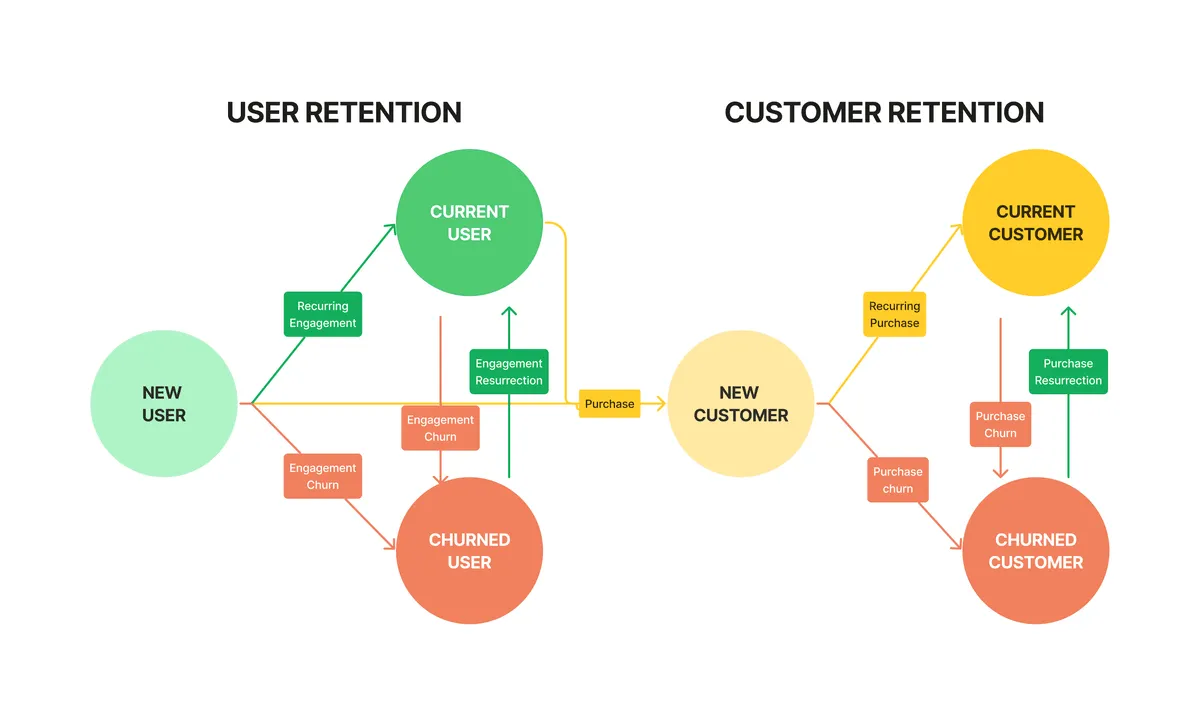 USER RETENTION
CUSTOMER RETENTION
CURRENT
USER
CURRENT
CUSTOMER
Recurring
Engagement
Recurring
Purchase
Engagement
Resurrection
Purchase
Resurrection
NEW
USER
Purchase
NEW
CUSTOMER
Engagement
Churn
Purchase
Churn
Engagement
Churn
Purchase
churn
CHURNED
USER
CHURNED
CUSTOMER